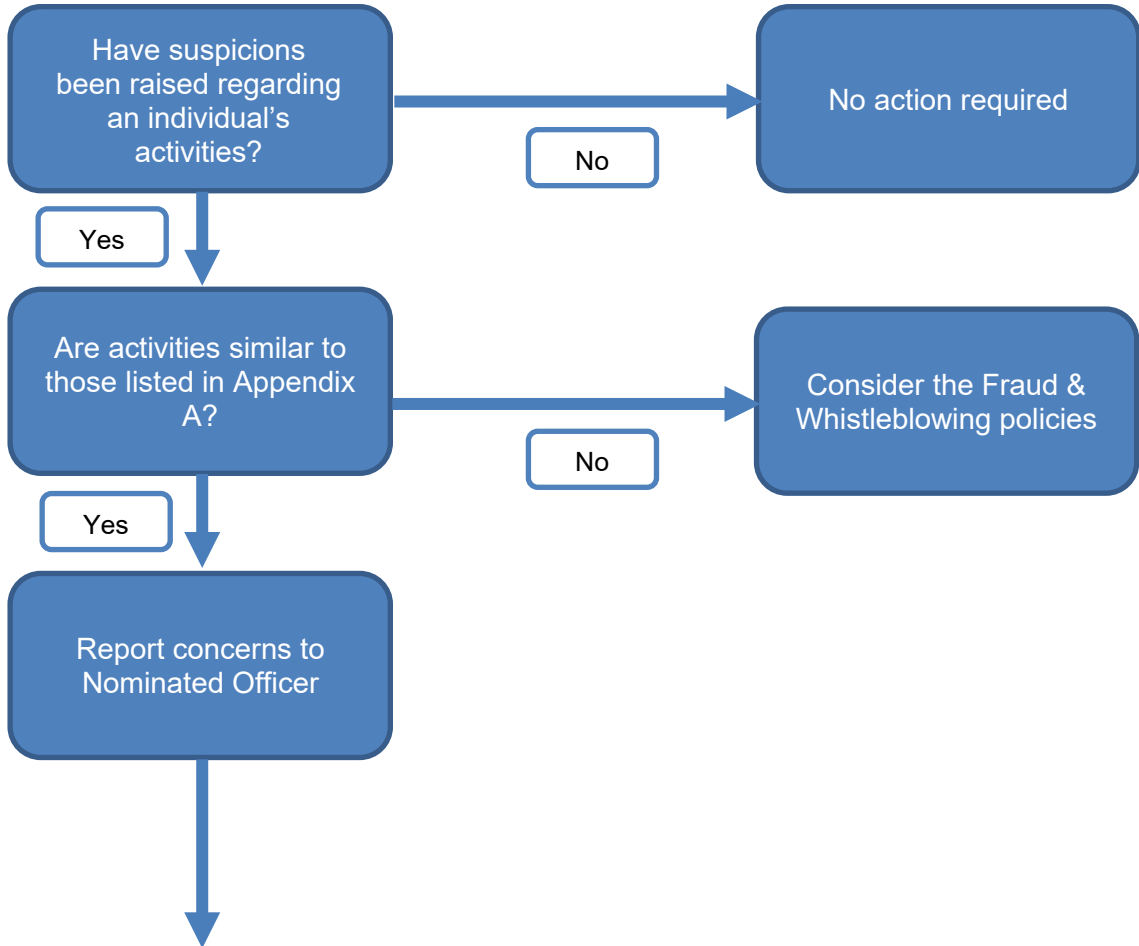 Have suspicions
been raised regarding
an individual’s
activities?
No action required
No
Yes
Are activities similar to
those listed in Appendix
A?
Consider the Fraud &
Whistleblowing policies
No
Yes
Report concerns to
Nominated Officer